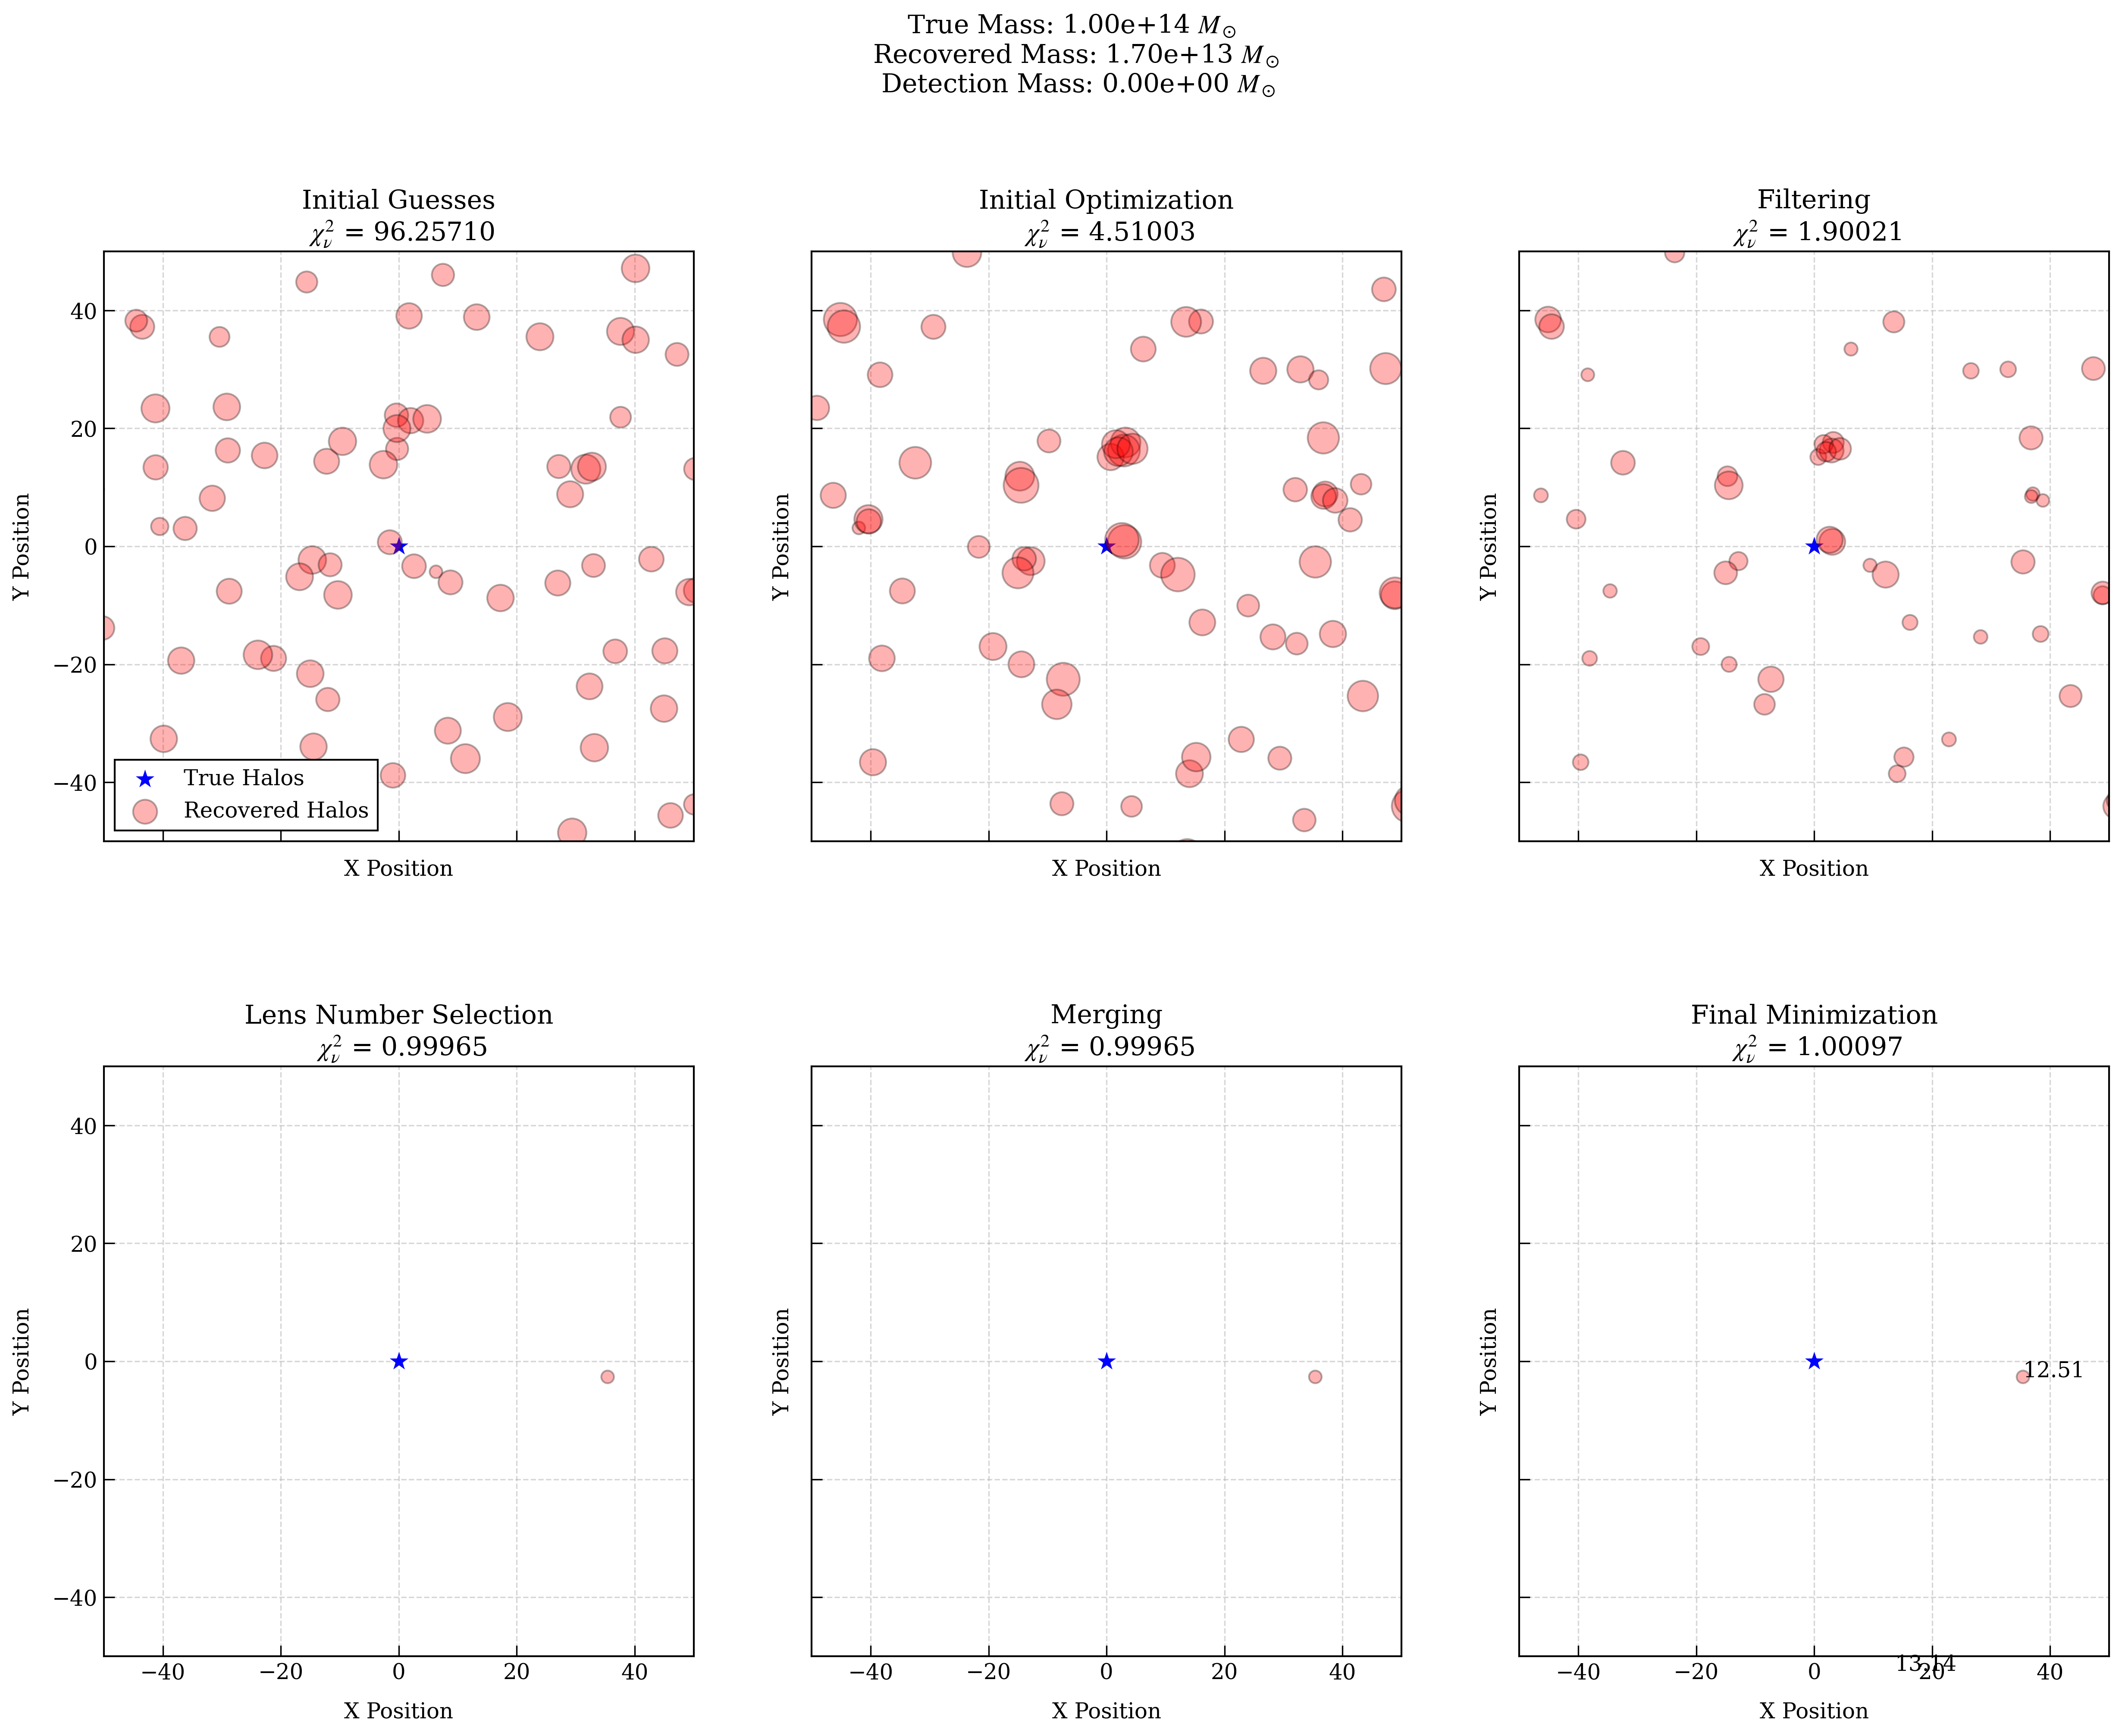 True Mass: 1.00e+14 M⊙
Recovered Mass: 1.70e+13 M⊙
Detection Mass: 0.00e+00 M⊙
Initial Guesses
χ²ν = 96.25710
Initial Optimization
χ²ν = 4.51003
Filtering
χ²ν = 1.90021
Y Position
40
20
0
−20
−40
True Halos
Recovered Halos
X Position
Y Position
X Position
Y Position
X Position
Lens Number Selection
χ²ν = 0.99965
Merging
χ²ν = 0.99965
Final Minimization
χ²ν = 1.00097
Y Position
40
20
0
−20
−40
−40 −20 0 20 40
X Position
Y Position
−40 −20 0 20 40
X Position
Y Position
12.51
13.14
−40 −20 0 20 40
X Position